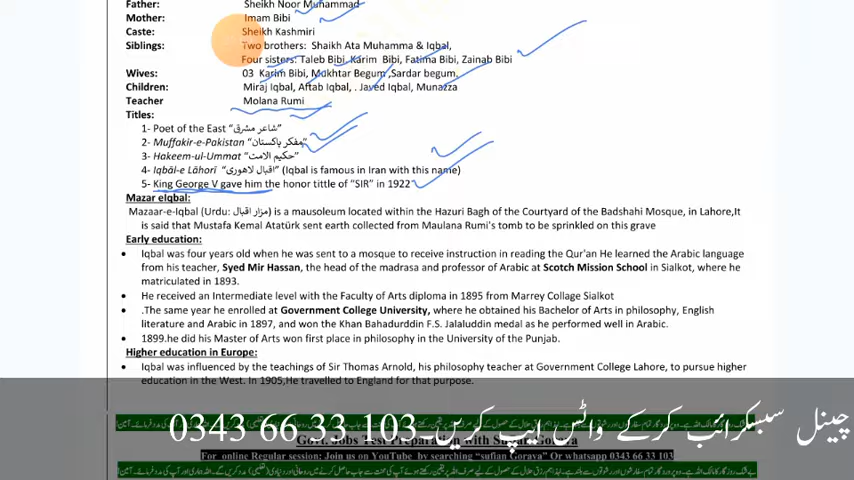 Father: Sheikh Noor Muhammad
Mother: Imam Bibi
Caste: Sheikh Kashmiri
Siblings: Two brothers: Shaikh Ata Muhamma & Iqbal,
Four sisters: Taleb Bibi, Karim Bibi, Fatima Bibi, Zainab Bibi
Wives: 03 Karim Bibi, Mukhtar Begum ,Sardar begum.
Children: Miraj Iqbal, Aftab Iqbal, . Javed Iqbal, Munazza
Teacher Molana Rumi
Titles:
1- Poet of the East "شاعر مشرق"
2- Muffakir-e-Pakistan "مفکر پاکستان"
3- Hakeem-ul-Ummat "حکیم الامت"
4- Iqbāl-e Lāhorī "اقبال لاهوری" (Iqbal is famous in Iran with this name)
5- King George V gave him the honor tittle of "SIR" in 1922
Mazar elqbal:
Mazaar-e-Iqbal (Urdu: مزار اقبال) is a mausoleum located within the Hazuri Bagh of the Courtyard of the Badshahi Mosque, in Lahore,It
is said that Mustafa Kemal Atatürk sent earth collected from Maulana Rumi's tomb to be sprinkled on this grave
Early education:
• Iqbal was four years old when he was sent to a mosque to receive instruction in reading the Qur'an He learned the Arabic language
from his teacher, Syed Mir Hassan, the head of the madrasa and professor of Arabic at Scotch Mission School in Sialkot, where he
matriculated in 1893.
• He received an Intermediate level with the Faculty of Arts diploma in 1895 from Marrey Collage Sialkot
• .The same year he enrolled at Government College University, where he obtained his Bachelor of Arts in philosophy, English
literature and Arabic in 1897, and won the Khan Bahadurddin F.S. Jalaluddin medal as he performed well in Arabic.
• 1899.he did his Master of Arts won first place in philosophy in the University of the Punjab.
Higher education in Europe:
• Iqbal was influenced by the teachings of Sir Thomas Arnold, his philosophy teacher at Government College Lahore, to pursue higher
education in the West. In 1905,He travelled to England for that purpose.
چینل سبسکرائب کرکے واٹس ایپ کریں۔ 103 33 66 0343
Govt. Jobs Test Preparation with Sufian Goraya
For online Regular session: Join us on YouTube by searching "sufian Goraya" Or whatsapp 0343 66 33 103